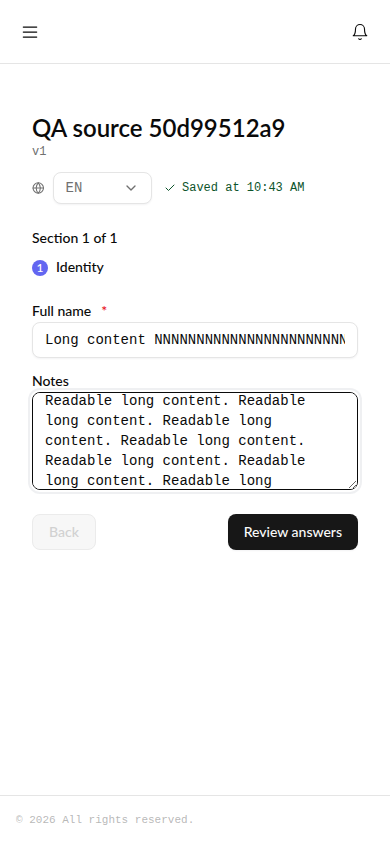 QA source 50d99512a9
v1
EN
Saved at 10:43 AM
Section 1 of 1
1 Identity
Full name *
Long content NNNNNNNNNNNNNNNNNNNNNNN
Notes
Readable long content. Readable
long content. Readable long
content. Readable long content.
Readable long content. Readable
long content. Readable long
Back
Review answers
© 2026 All rights reserved.